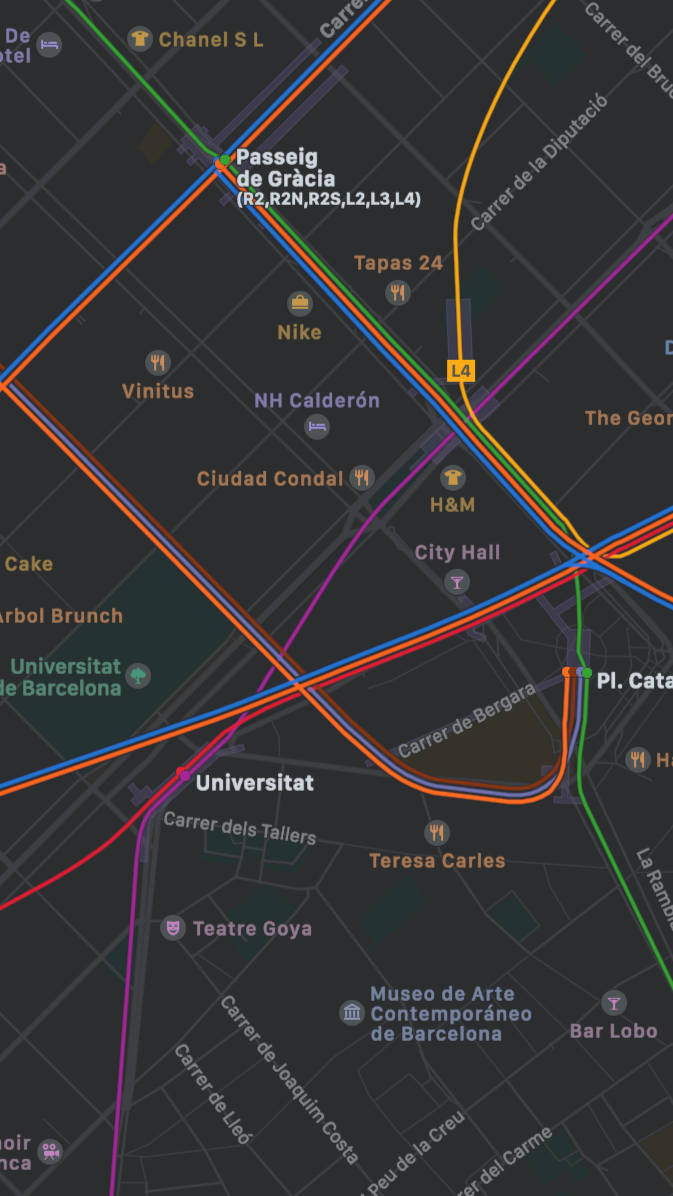 De
otel
Chanel S L
Carrer
Carrer del Bruc
Carrer de la Diputació
Passeig
de Gràcia
(R2,R2N,R2S,L2,L3,L4)
Tapas 24
Nike
Vinitus
L4
NH Calderón
The Geor
Ciudad Condal
H&M
City Hall
Cake
Arbol Brunch
Universitat
de Barcelona
Pl. Cata
Carrer de Bergara
Ha
Universitat
Carrer dels Tallers
Teresa Carles
La Rambl
Teatre Goya
Museo de Arte
Contemporáneo
de Barcelona
Bar Lobo
Carrer de Joaquim Costa
Carrer de Lleó
Peu de la Creu
rer del Carme
noir
nca